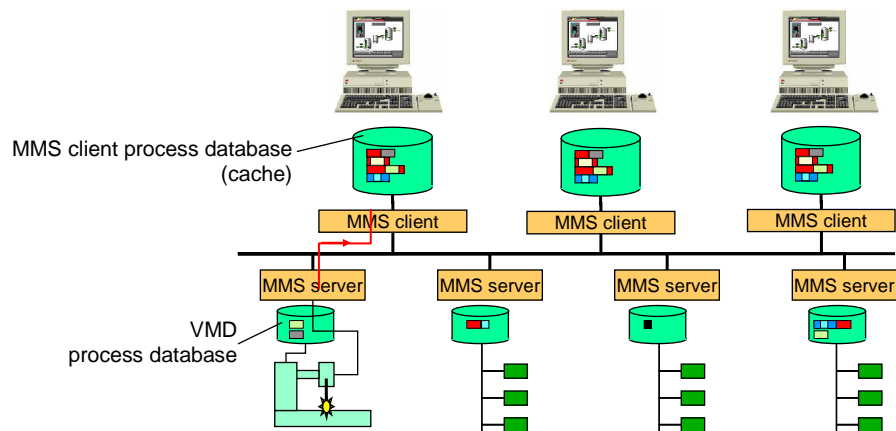 MMS client process database
(cache)
MMS client
MMS client
MMS client
MMS server
MMS server
MMS server
MMS server
VMD
process database